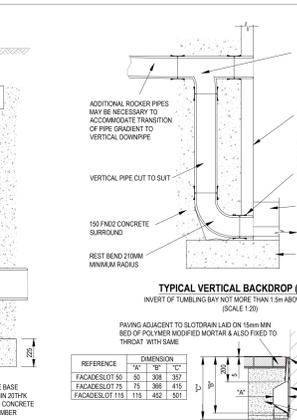 ADDITIONAL ROCKER PIPES
MAY BE NECESSARY TO
ACCOMMODATE TRANSITION
OF PIPE GRADIENT TO
VERTICAL DOWNPIPE
VERTICAL PIPE CUT TO SUIT
150 FND2 CONCRETE
SURROUND
REST BEND 210MM
MINIMUM RADIUS
TYPICAL VERTICAL BACKDROP (
INVERT OF TUMBLING BAY NOT MORE THAN 1.5m ABO
(SCALE 1:20)
PAVING ADJACENT TO SLOTDRAIN LAID ON 15mm MIN
BED OF POLYMER MODIFIED MORTAR & ALSO FIXED TO
THROAT WITH SAME
225
E BASE
IN 20THK
CONCRETE
MBER
REFERENCE DIMENSION
"A" "B" "C"
FACADESLOT 50 50 308 357
FACADESLOT 75 75 366 415
FACADESLOT 115 115 452 501
"C"
"B"
200
5
"A"